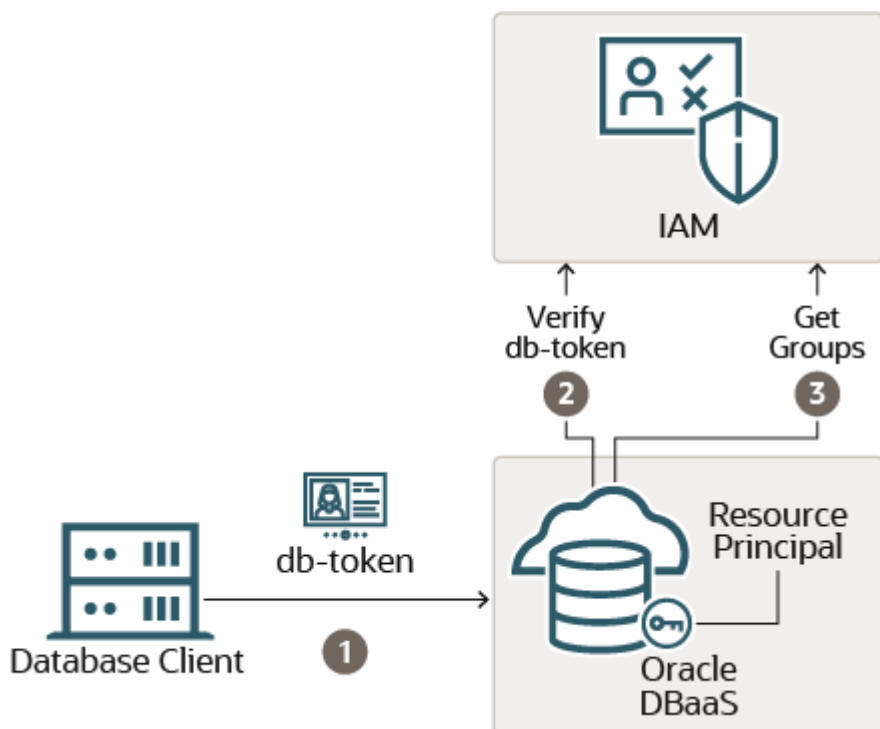 IAM
Verify
db-token
2
Get
Groups
3
db-token
1
Database Client
Resource
Principal
Oracle
DBaaS